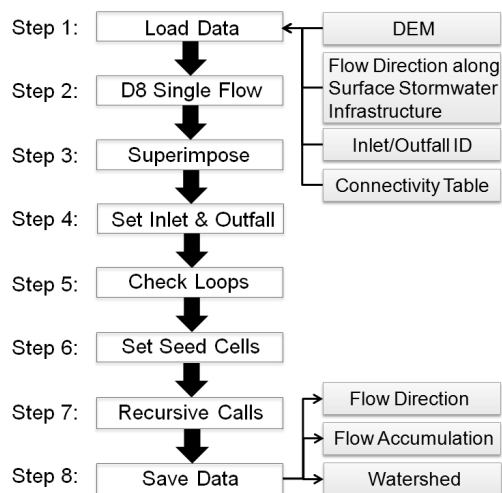 Step 1:
Load Data
DEM
Flow Direction along
Surface Stormwater
Infrastructure
Step 2:
D8 Single Flow
Inlet/Outfall ID
Step 3:
Superimpose
Connectivity Table
Step 4:
Set Inlet & Outfall
Step 5:
Check Loops
Step 6:
Set Seed Cells
Step 7:
Recursive Calls
Flow Direction
Flow Accumulation
Step 8:
Save Data
Watershed